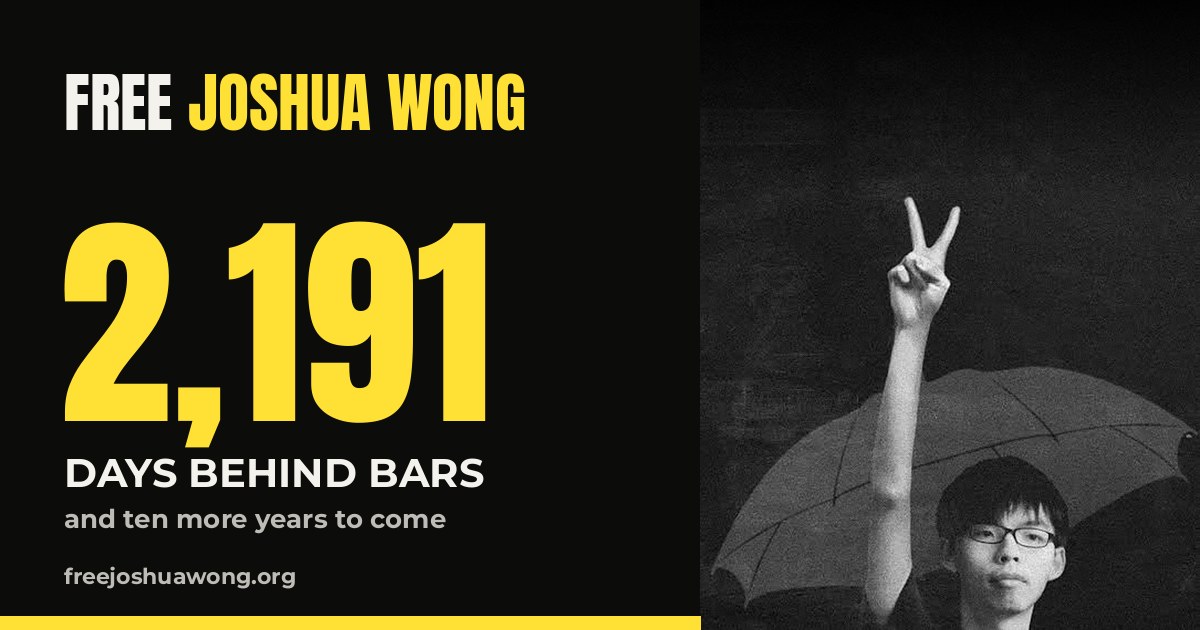 FREE JOSHUA WONG
2,191
DAYS BEHIND BARS
and ten more years to come
freejoshuawong.org